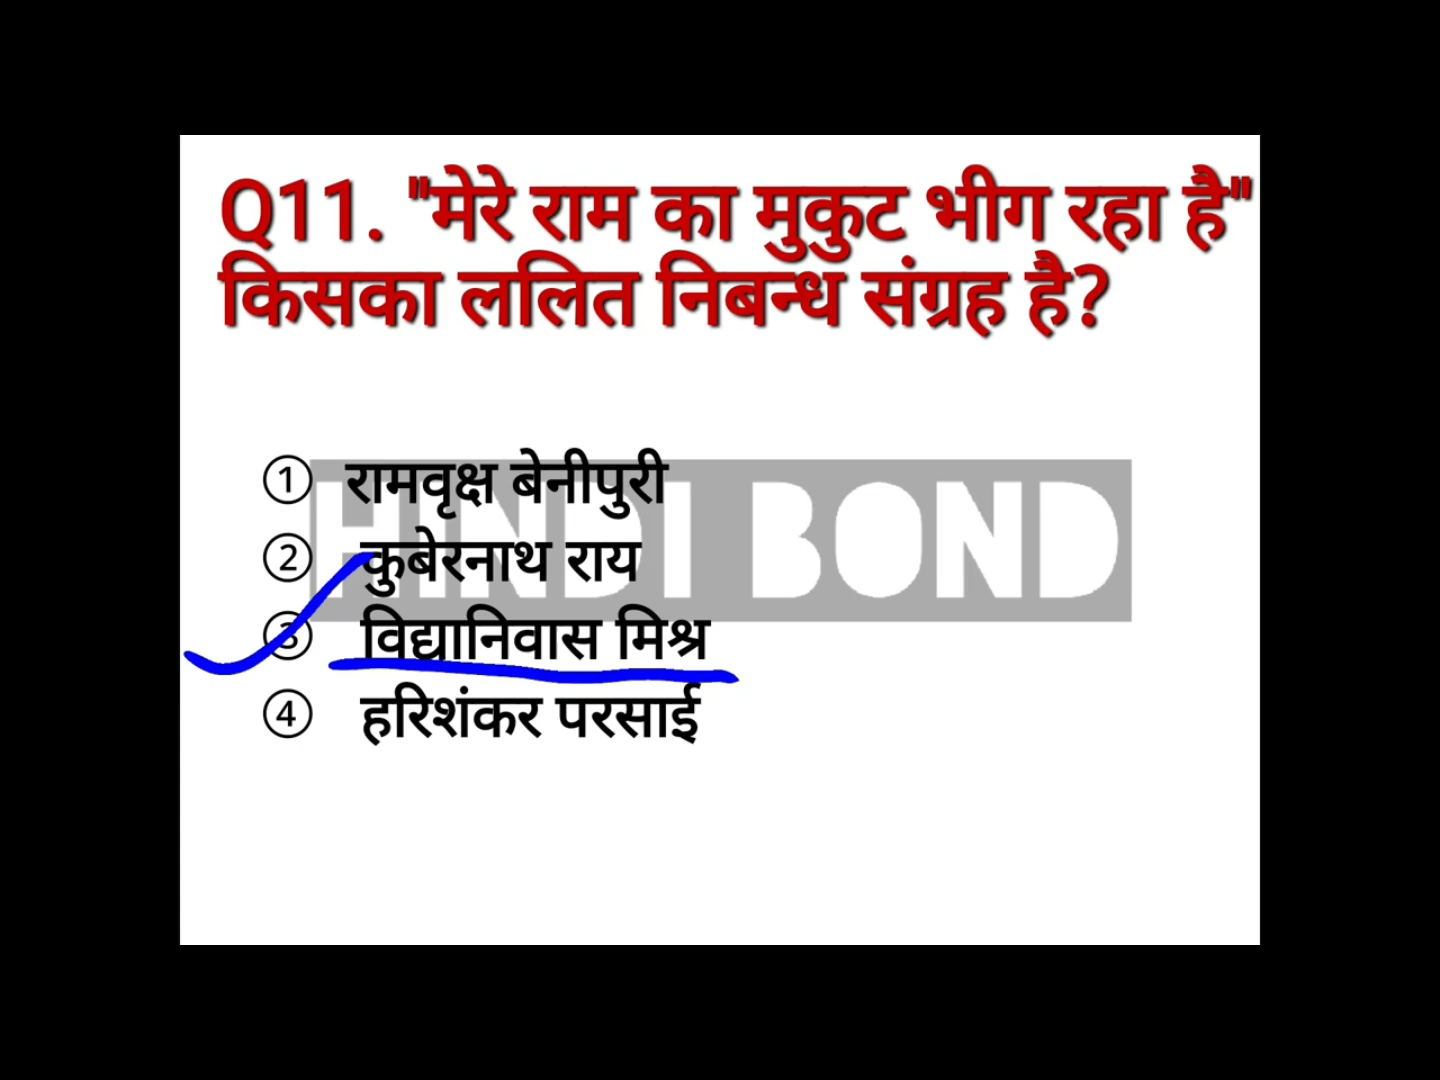 Q11. "मेरे राम का मुकुट भीग रहा है"
किसका ललित निबन्ध संग्रह है?
HINDI BOND
① रामवृक्ष बेनीपुरी
② कुबेरनाथ राय
③ विद्यानिवास मिश्र
④ हरिशंकर परसाई